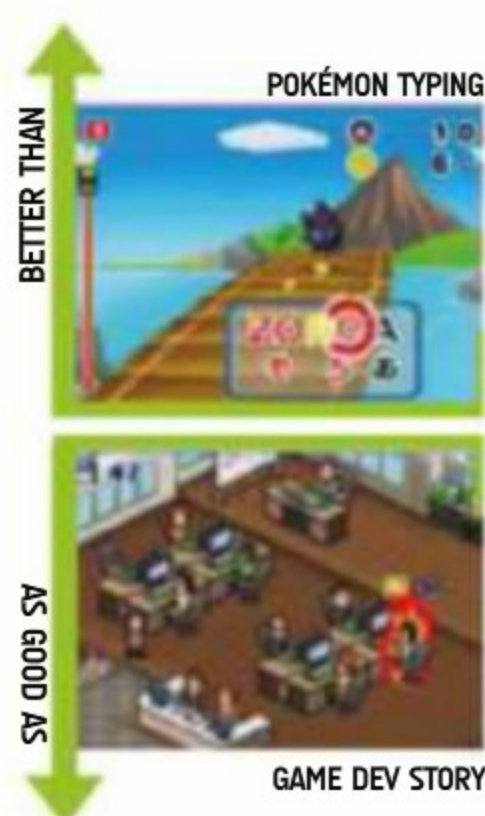 POKÉMON TYPING
BETTER THAN
AS GOOD AS
GAME DEV STORY